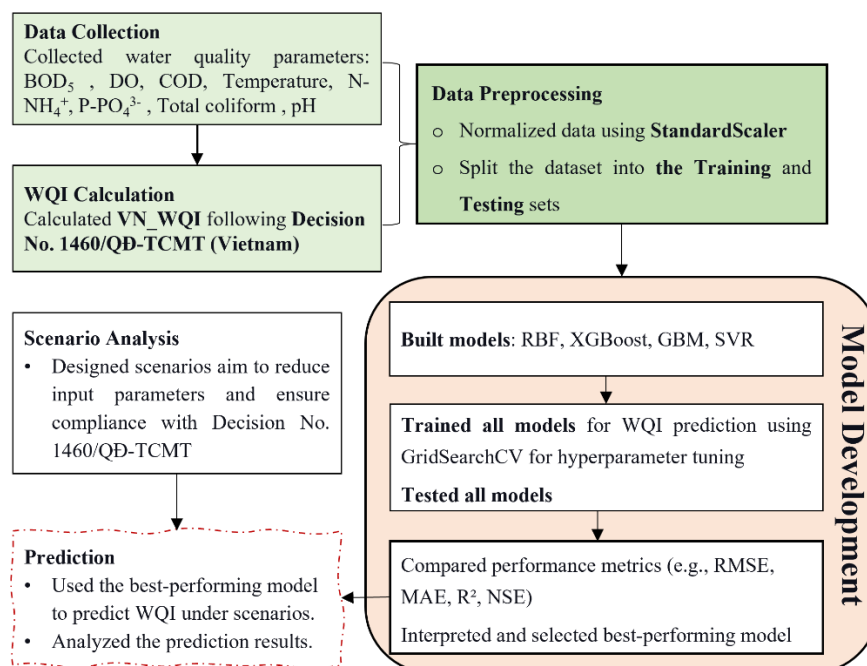 Data Collection
Collected water quality parameters:
BOD₅ , DO, COD, Temperature, N-
NH₄⁺, P-PO₄³⁻ , Total coliform , pH
WQI Calculation
Calculated VN_WQI following Decision
No. 1460/QĐ-TCMT (Vietnam)
Data Preprocessing
o Normalized data using StandardScaler
o Split the dataset into the Training and
Testing sets
Scenario Analysis
• Designed scenarios aim to reduce
input parameters and ensure
compliance with Decision No.
1460/QĐ-TCMT
Prediction
• Used the best-performing model
to predict WQI under scenarios.
• Analyzed the prediction results.
Built models: RBF, XGBoost, GBM, SVR
Trained all models for WQI prediction using
GridSearchCV for hyperparameter tuning
Tested all models
Compared performance metrics (e.g., RMSE,
MAE, R², NSE)
Interpreted and selected best-performing model
Model Development